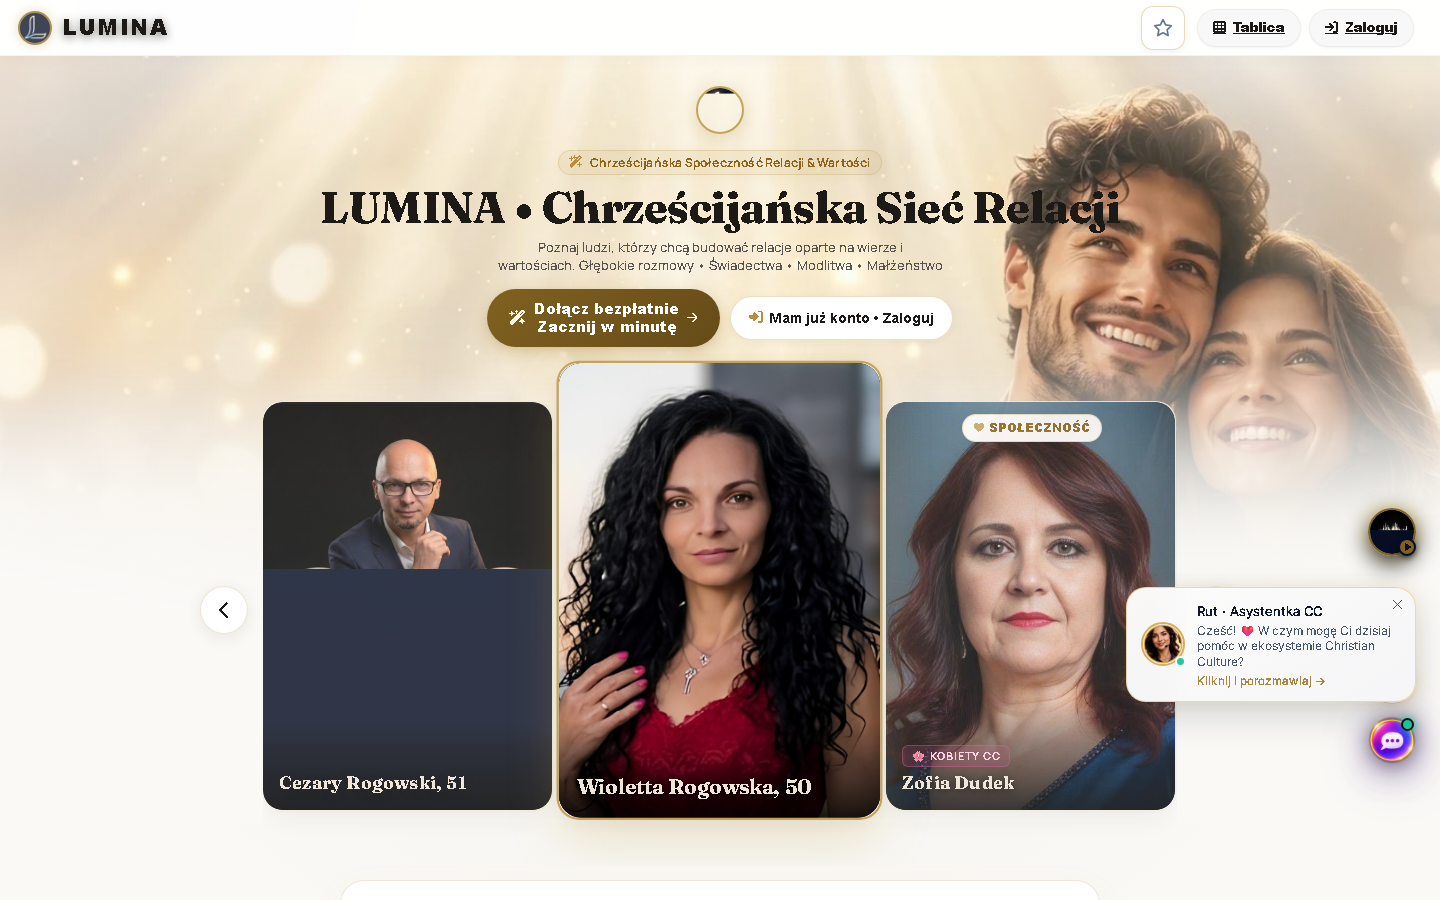 LUMINA
Tablica
Zaloguj
Chrześcijańska Społeczność Relacji & Wartości
LUMINA • Chrześcijańska Sieć Relacji
Poznaj ludzi, którzy chcą budować relacje oparte na wierze i
wartościach. Głębokie rozmowy • Świadectwa • Modlitwa • Małżeństwo
Dołącz bezpłatnie
Zacznij w minutę →
Mam już konto • Zaloguj
SPOŁECZNOŚĆ
Cezary Rogowski, 51
Wioletta Rogowska, 50
KOBIETY CC
Zofia Dudek
Rut · Asystentka CC
Cześć! ❤️ W czym mogę Ci dzisiaj
pomóc w ekosystemie Christian
Culture?
Kliknij i porozmawiaj →